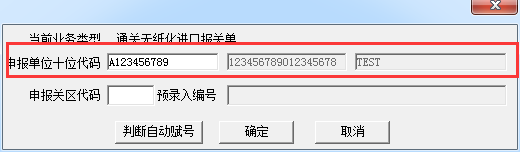 当前业务类型 通关无纸化进口报关单
申报单位十位代码 A123456789 123456789012345678 TEST
申报关区代码 预录入编号
判断自动赋号 确定 取消